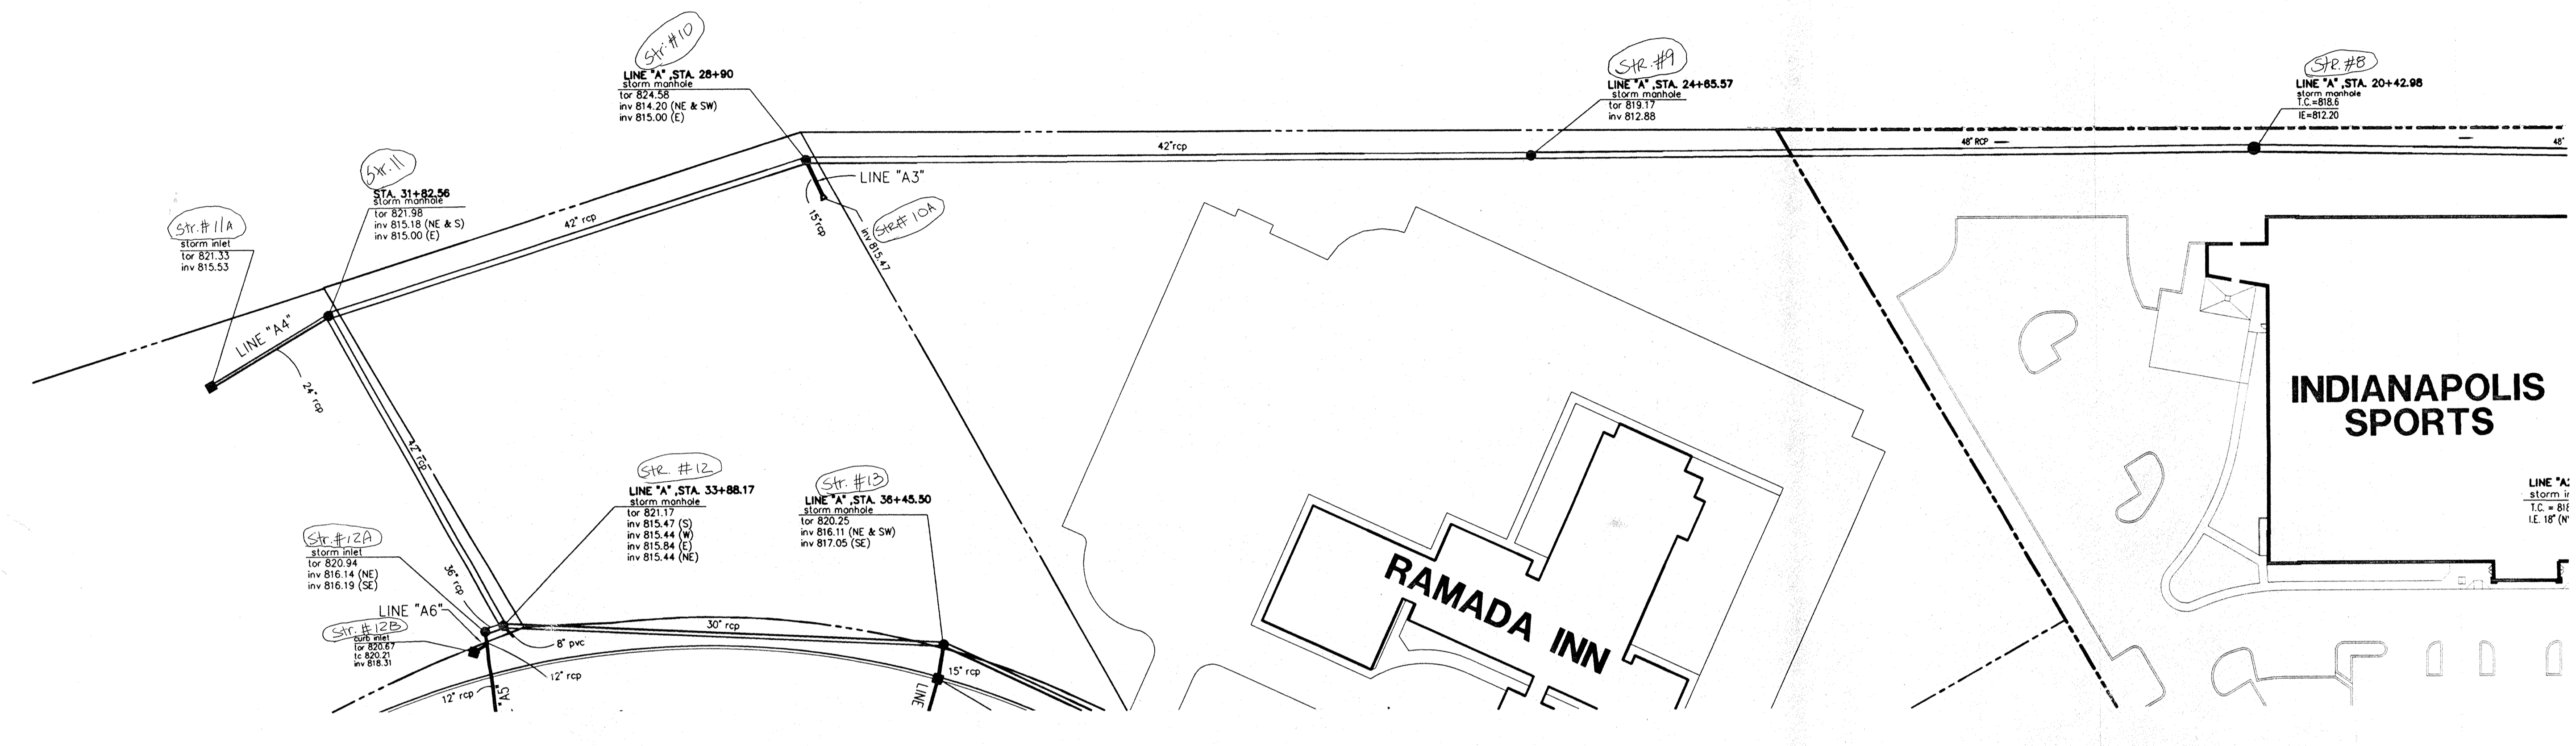 Str.#10
LINE "A" ,STA. 28+90
storm manhole
tor 824.58
inv 814.20 (NE & SW)
inv 815.00 (E)
STR.#9
LINE "A" ,STA. 24+65.57
storm manhole
tor 819.17
inv 812.88
STR.#8
LINE "A" ,STA. 20+42.98
storm manhole
T.C.=818.6
IE=812.20
42"rcp
48" RCP
48"
Str.11
STA. 31+82.56
storm manhole
tor 821.98
inv 815.18 (NE & S)
inv 815.00 (E)
LINE "A3"
15"rcp
STR#10A
inv 815.47
42" rcp
Str.#11A
storm inlet
tor 821.33
inv 815.53
LINE "A4"
24" rcp
42" rcp
INDIANAPOLIS
SPORTS
STR. #12
LINE "A" ,STA. 33+88.17
storm manhole
tor 821.17
inv 815.47 (S)
inv 815.44 (W)
inv 815.84 (E)
inv 815.44 (NE)
Str. #13
LINE "A" ,STA. 36+45.50
storm manhole
tor 820.25
inv 816.11 (NE & SW)
inv 817.05 (SE)
LINE "A2
storm i
T.C. = 818
I.E. 18" (N
Str.#12A
storm inlet
tor 820.94
inv 816.14 (NE)
inv 816.19 (SE)
36" rcp
RAMADA INN
LINE "A6"
Str.#12B
curb inlet
tor 820.67
tc 820.21
inv 818.31
30" rcp
8" pvc
12" rcp
12" rcp
"A5"
15" rcp
LINE